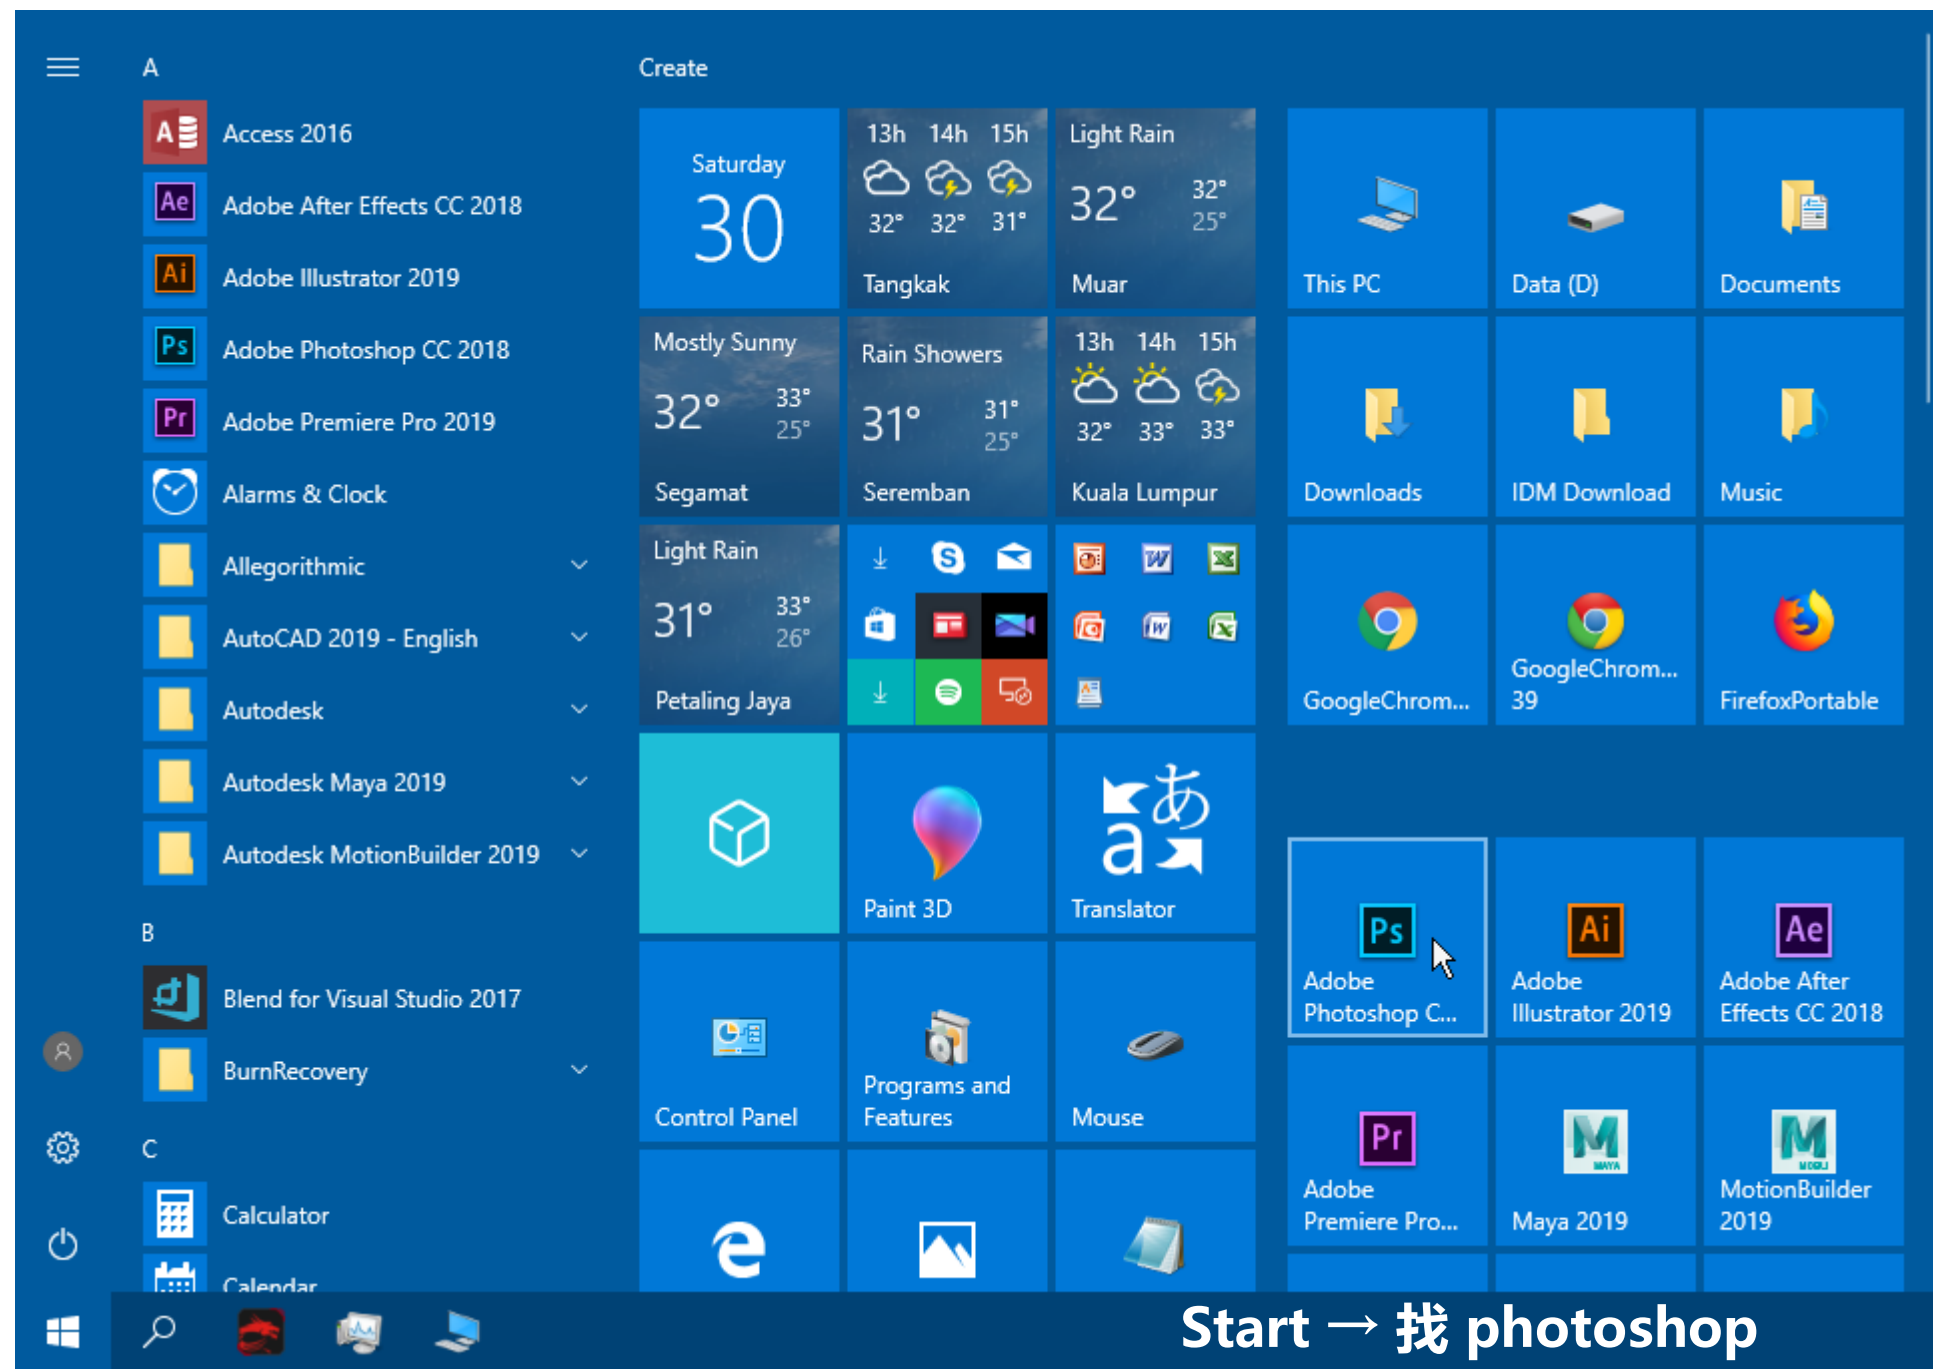 A
Access 2016
Adobe After Effects CC 2018
Adobe Illustrator 2019
Adobe Photoshop CC 2018
Adobe Premiere Pro 2019
Alarms & Clock
Allegorithmic
AutoCAD 2019 - English
Autodesk
Autodesk Maya 2019
Autodesk MotionBuilder 2019
B
Blend for Visual Studio 2017
BurnRecovery
C
Calculator
Calendar
Create
Saturday
30
13h 14h 15h
32° 32° 31°
Tangkak
Light Rain
32° 32°
25°
Muar
Mostly Sunny
32° 33°
25°
Segamat
Rain Showers
31° 31°
25°
Seremban
13h 14h 15h
32° 33° 33°
Kuala Lumpur
Light Rain
31° 33°
26°
Petaling Jaya
Paint 3D
Translator
Control Panel
Programs and
Features
Mouse
This PC
Data (D)
Documents
Downloads
IDM Download
Music
GoogleChrom...
GoogleChrom...
39
FirefoxPortable
Ps
Adobe
Photoshop C...
Ai
Adobe
Illustrator 2019
Ae
Adobe After
Effects CC 2018
Pr
Adobe
Premiere Pro...
MAYA
Maya 2019
MotionBuilder
2019
Start → 找 photoshop